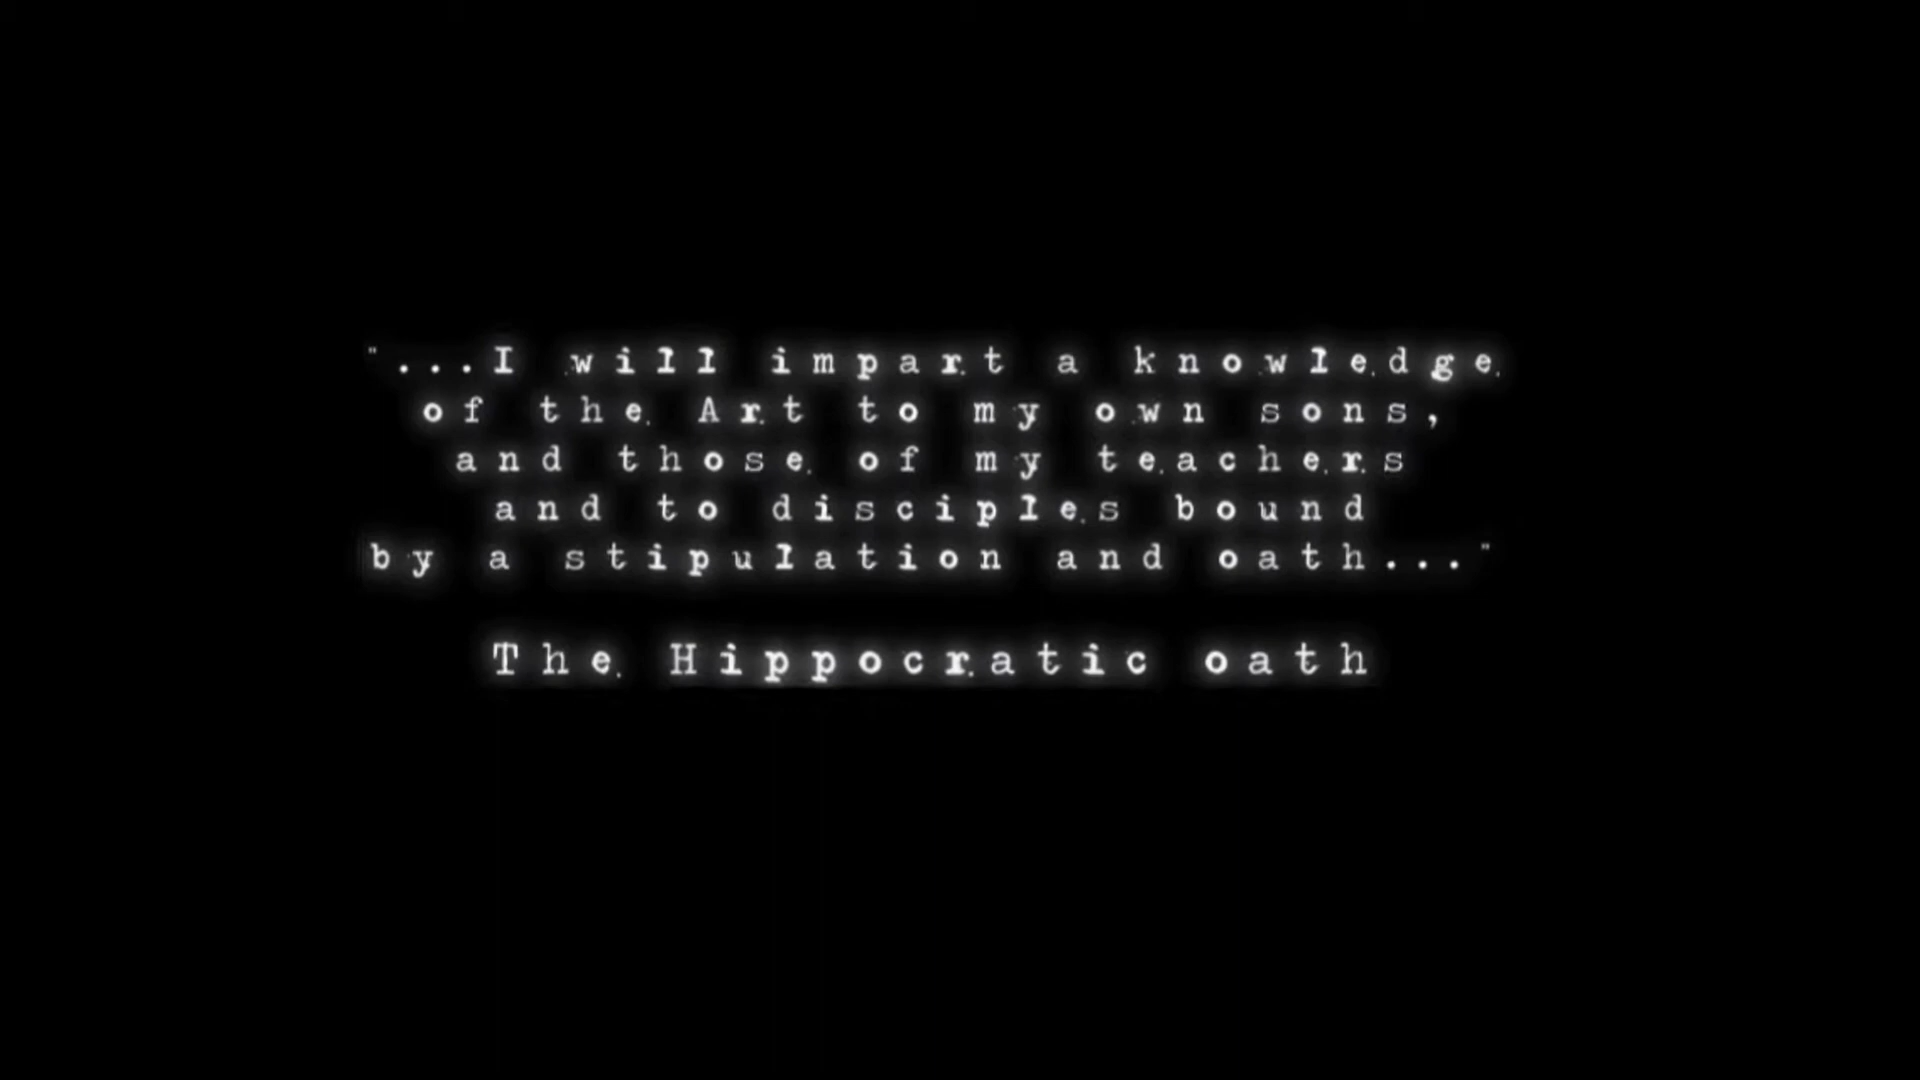 "...I will impart a knowledge
of the Art to my own sons,
and those of my teachers
and to disciples bound
by a stipulation and oath..."
The Hippocratic oath